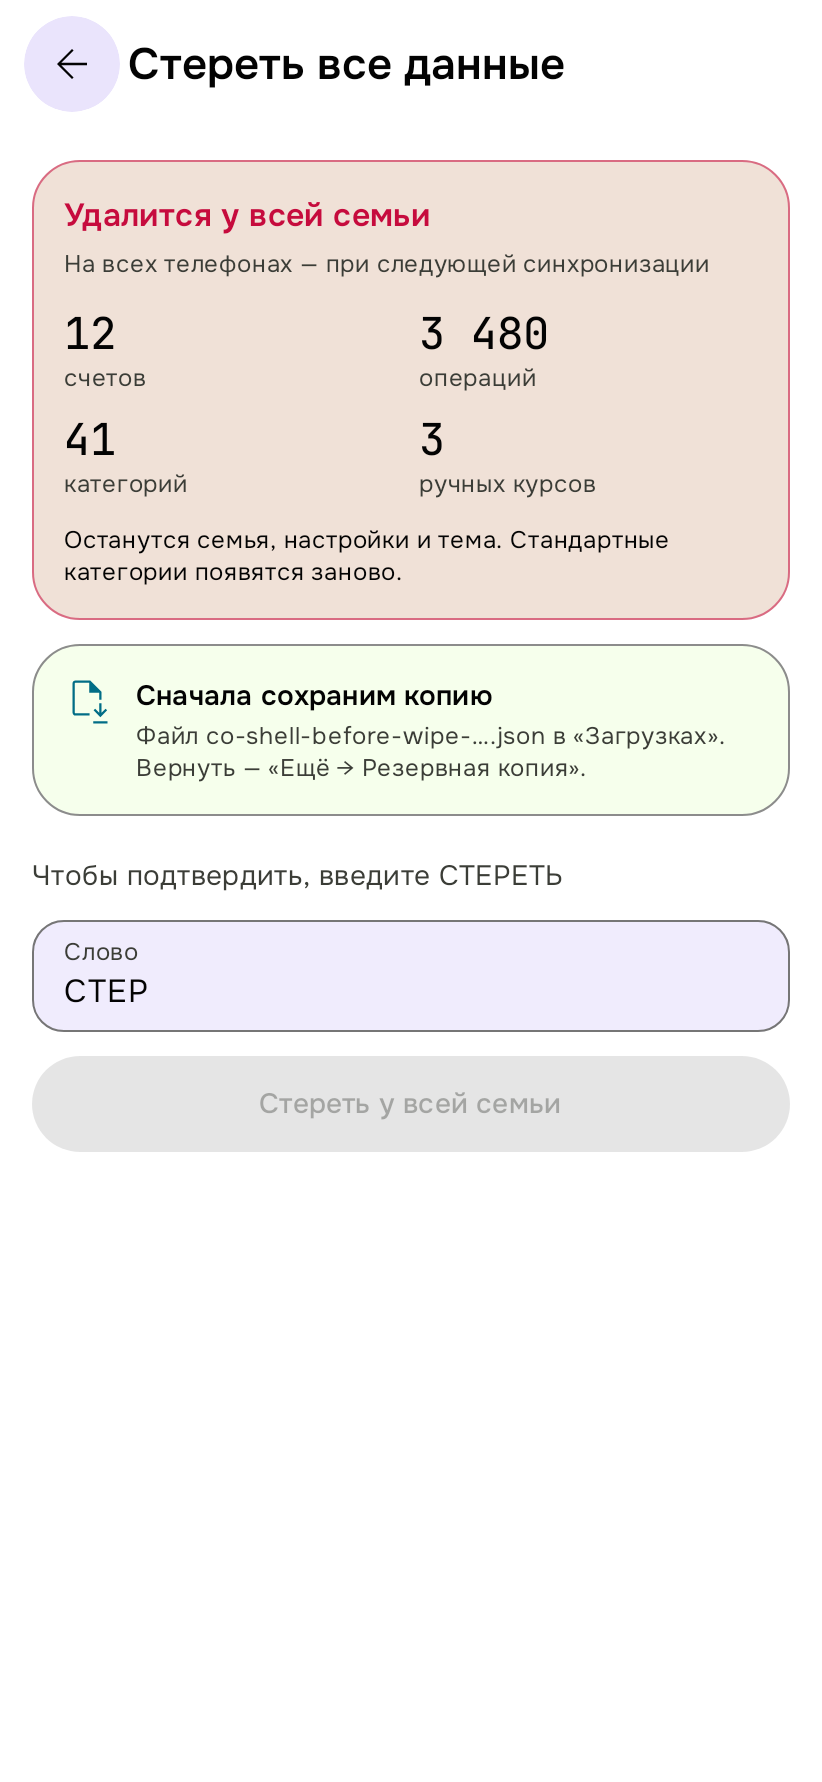 Стереть все данные
Удалится у всей семьи
На всех телефонах — при следующей синхронизации
12
счетов
3 480
операций
41
категорий
3
ручных курсов
Останутся семья, настройки и тема. Стандартные
категории появятся заново.
Сначала сохраним копию
Файл co-shell-before-wipe-….json в «Загрузках».
Вернуть — «Ещё → Резервная копия».
Чтобы подтвердить, введите СТЕРЕТЬ
Слово
СТЕР
Стереть у всей семьи